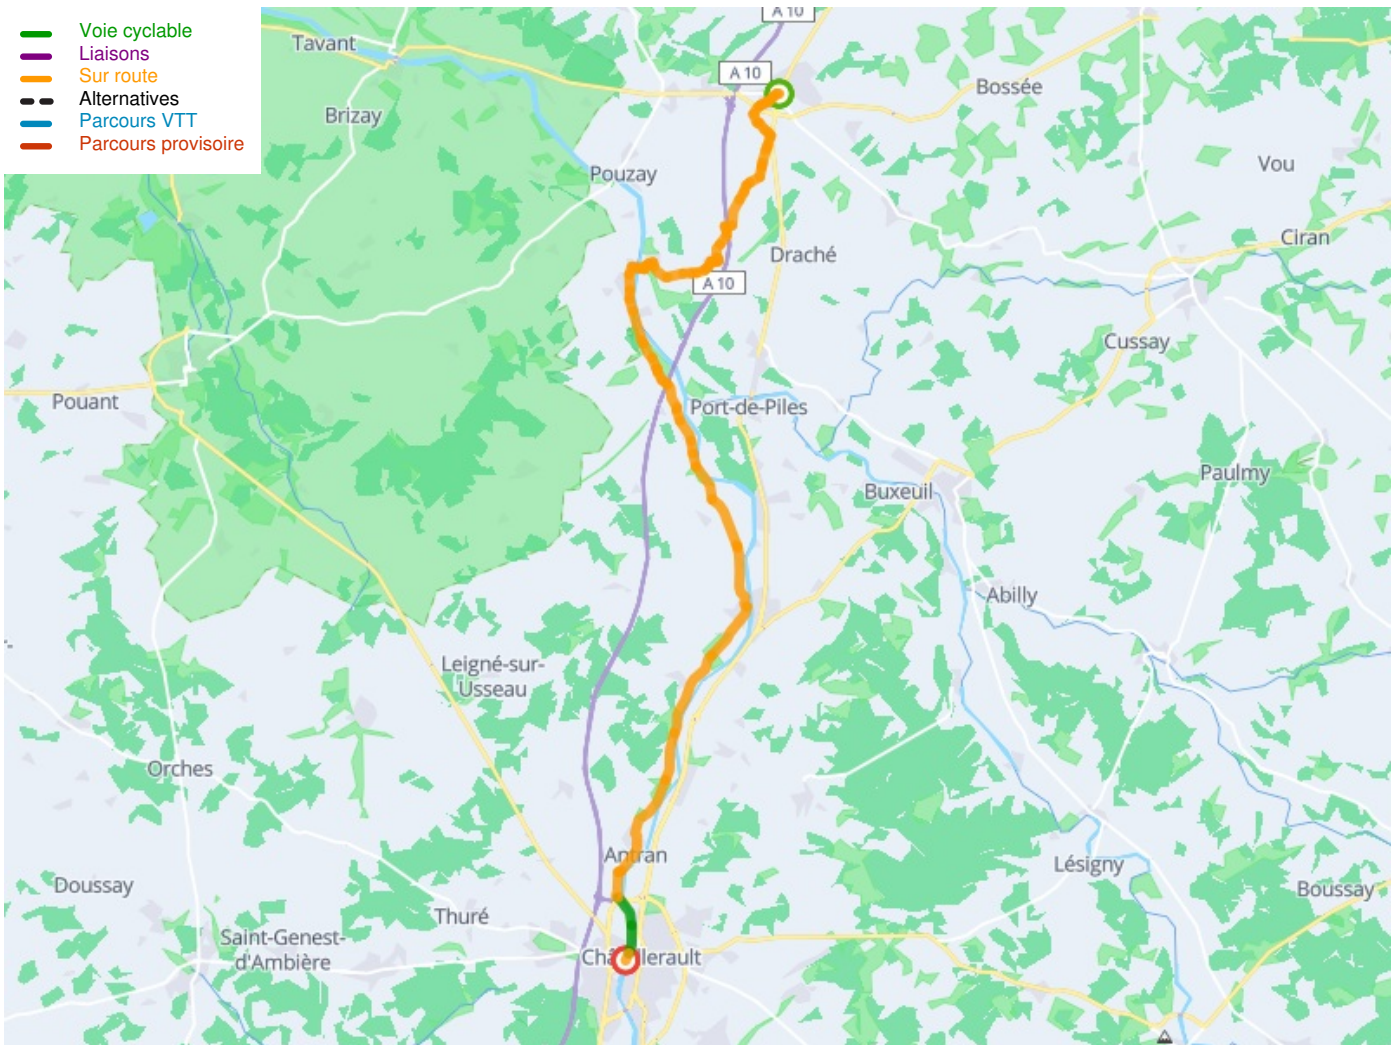 Voie cyclable
Liaisons
Sur route
Alternatives
Parcours VTT
Parcours provisoire
A 10
Tavant
A 10
Bossée
Brizay
Vou
Pouzay
Ciran
Draché
A 10
Cussay
Pouant
Port-de-Piles
Paulmy
Buxeuil
Abilly
Leigné-sur-
Usseau
Orches
Antran
Lésigny
Doussay
Boussay
Thuré
Saint-Genest-
d'Ambière
Châtellerault